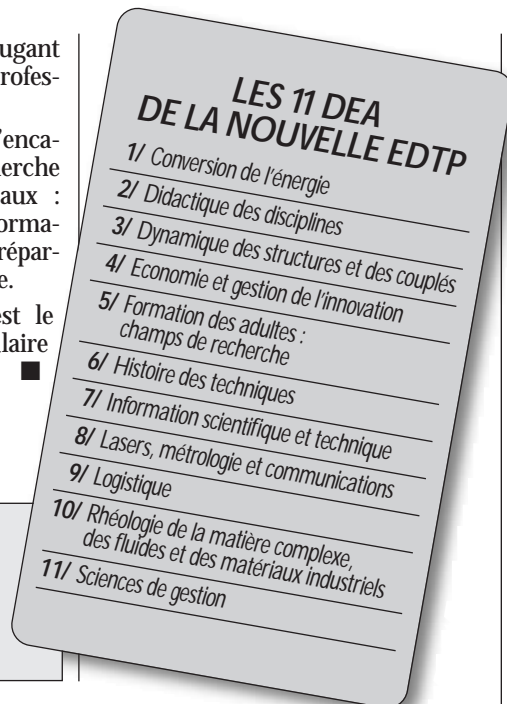 ugant
rofes-
'enca-
herche
aux :
orma-
répar-
e.
est le
laire
LES 11 DEA
DE LA NOUVELLE EDTP
1/ Conversion de l'énergie
2/ Didactique des disciplines
3/ Dynamique des structures et des couplés
4/ Economie et gestion de l'innovation
5/ Formation des adultes :
champs de recherche
6/ Histoire des techniques
7/ Information scientifique et technique
8/ Lasers, métrologie et communications
9/ Logistique
10/ Rhéologie de la matière complexe,
des fluides et des matériaux industriels
11/ Sciences de gestion